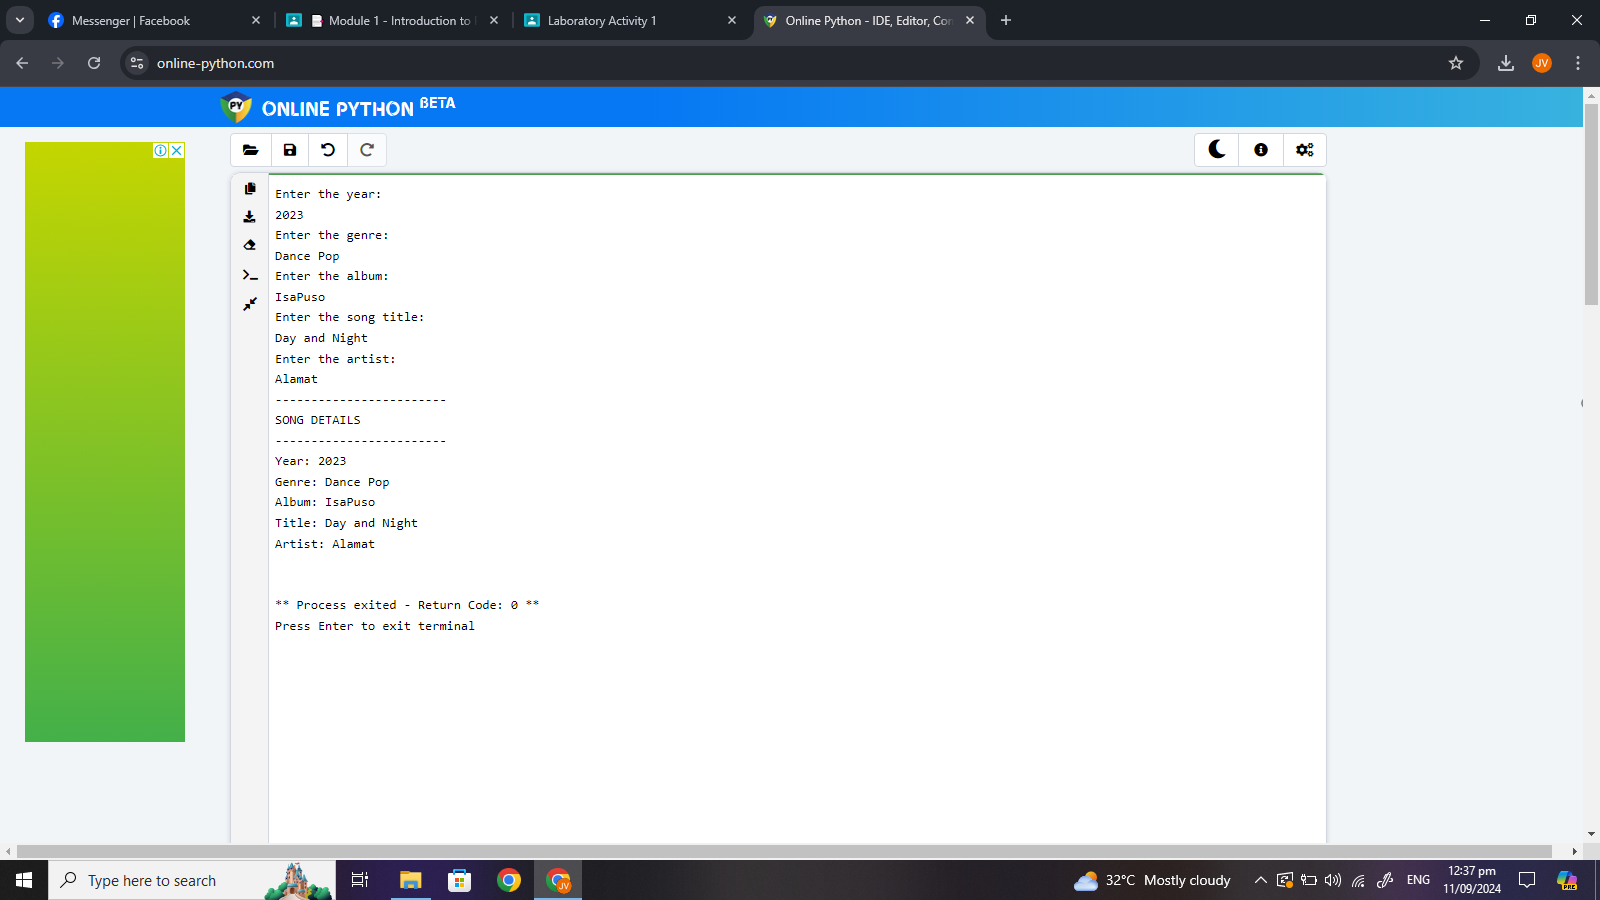 Messenger | Facebook
Module 1 - Introduction to
Laboratory Activity 1
Online Python - IDE, Editor, Con
online-python.com
JV
PY
ONLINE PYTHON BETA
Enter the year:
2023
Enter the genre:
Dance Pop
Enter the album:
IsaPuso
Enter the song title:
Day and Night
Enter the artist:
Alamat
------------------------
SONG DETAILS
------------------------
Year: 2023
Genre: Dance Pop
Album: IsaPuso
Title: Day and Night
Artist: Alamat
** Process exited - Return Code: 0 **
Press Enter to exit terminal
Type here to search
JV
32°C Mostly cloudy
ENG
12:37 pm
11/09/2024
PRE